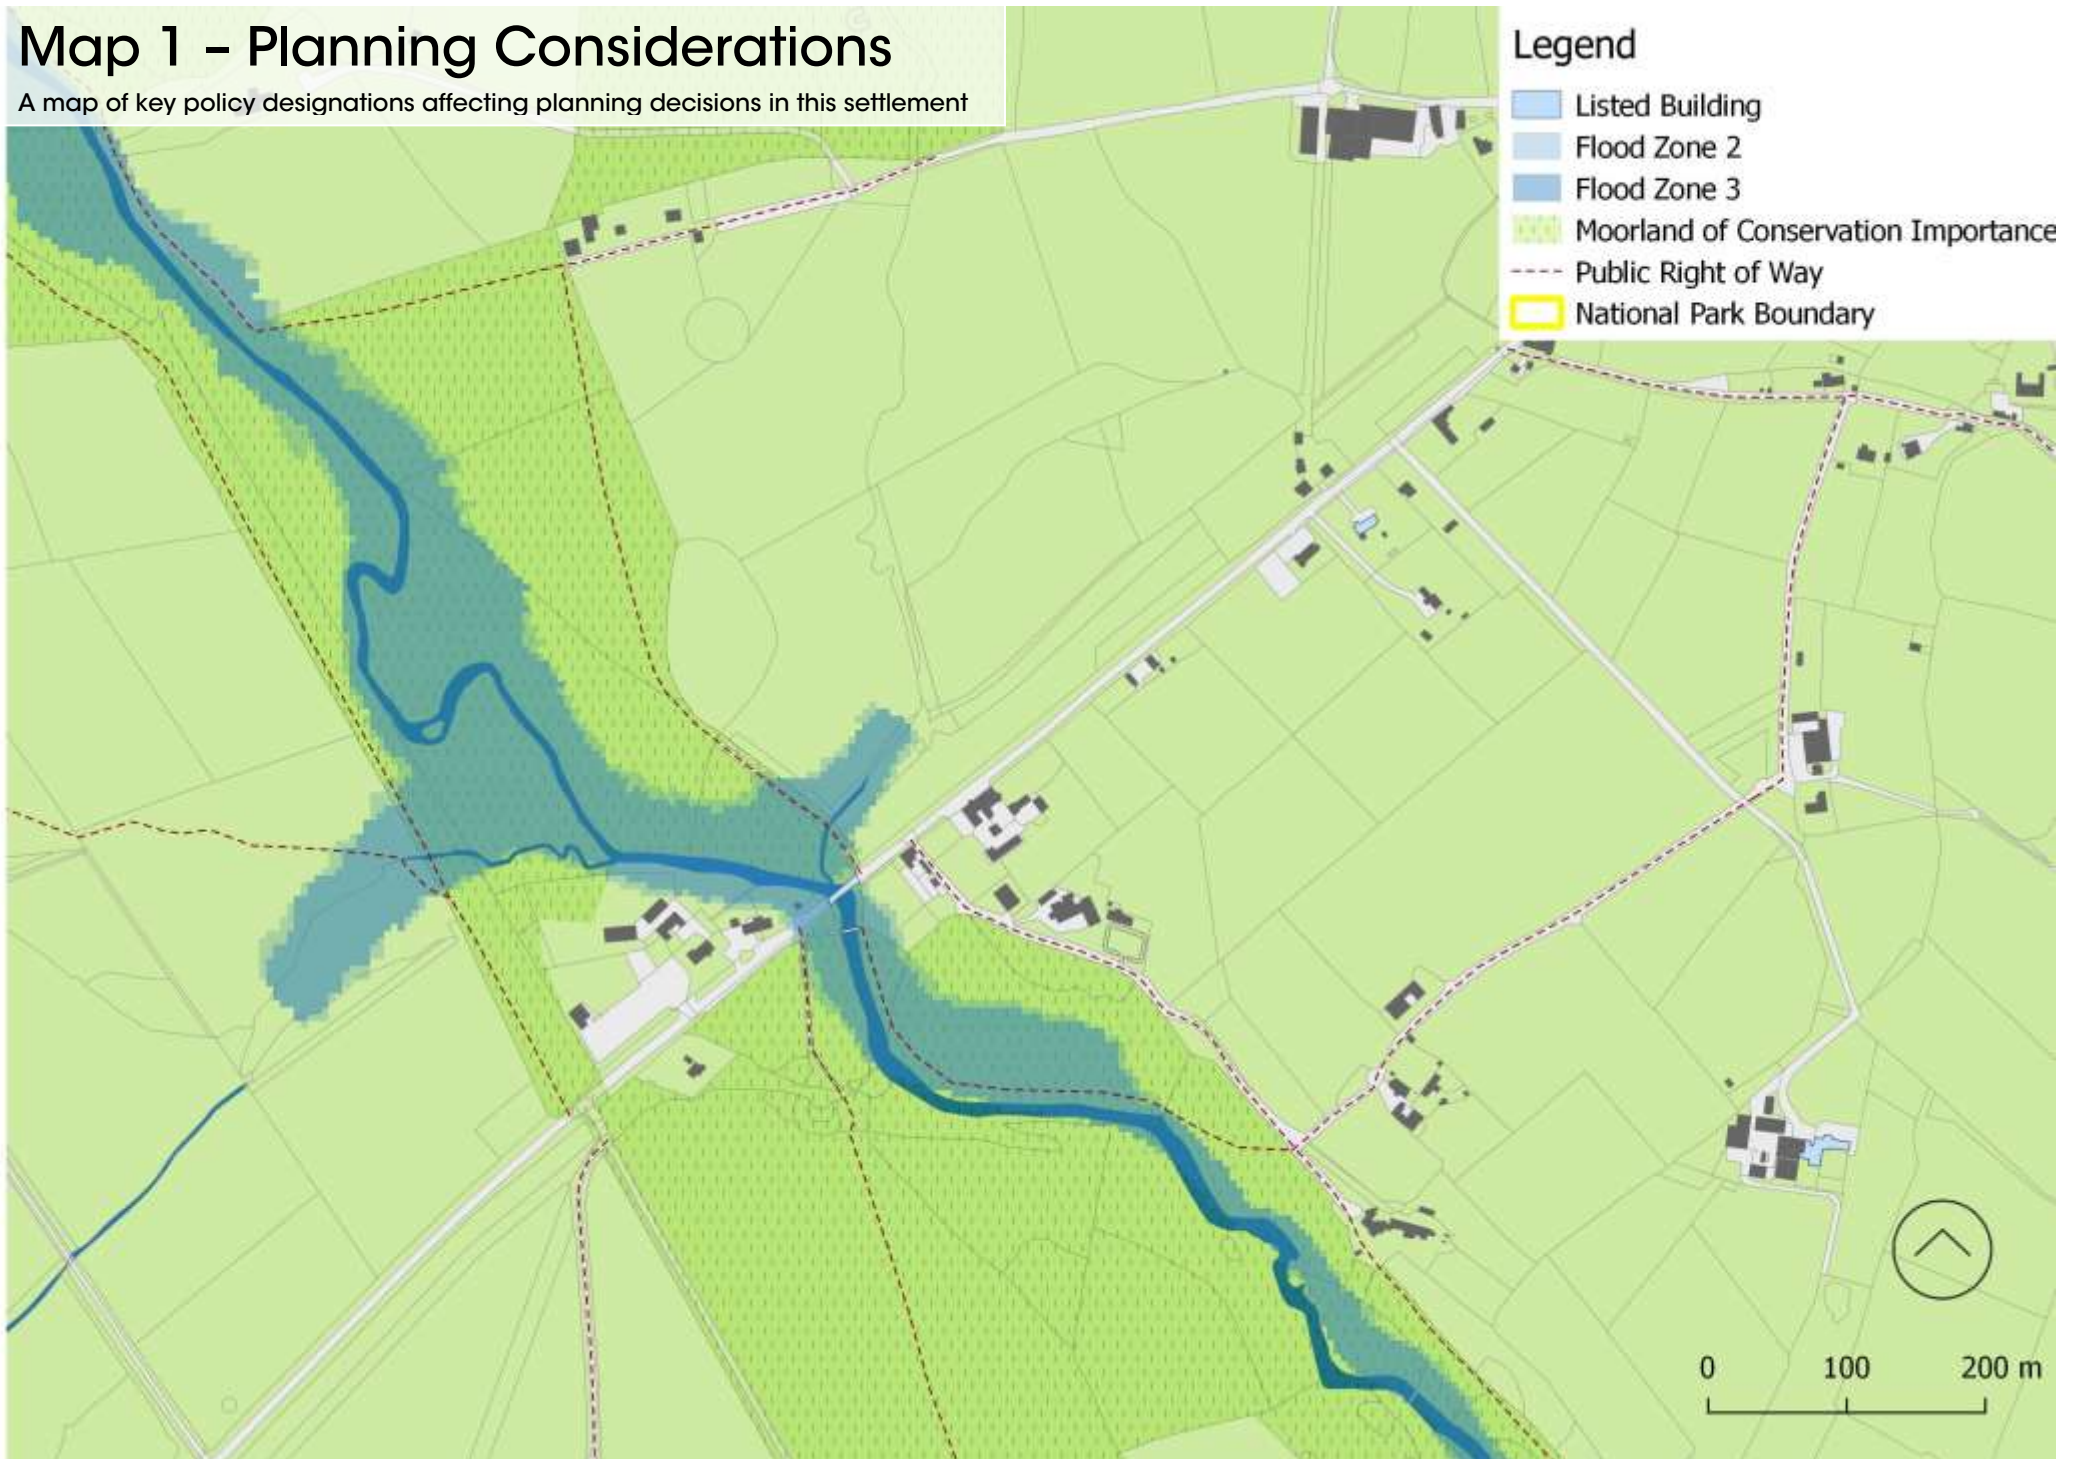 Map 1 – Planning Considerations
A map of key policy designations affecting planning decisions in this settlement
Legend
Listed Building
Flood Zone 2
Flood Zone 3
Moorland of Conservation Importance
Public Right of Way
National Park Boundary
0 100 200 m